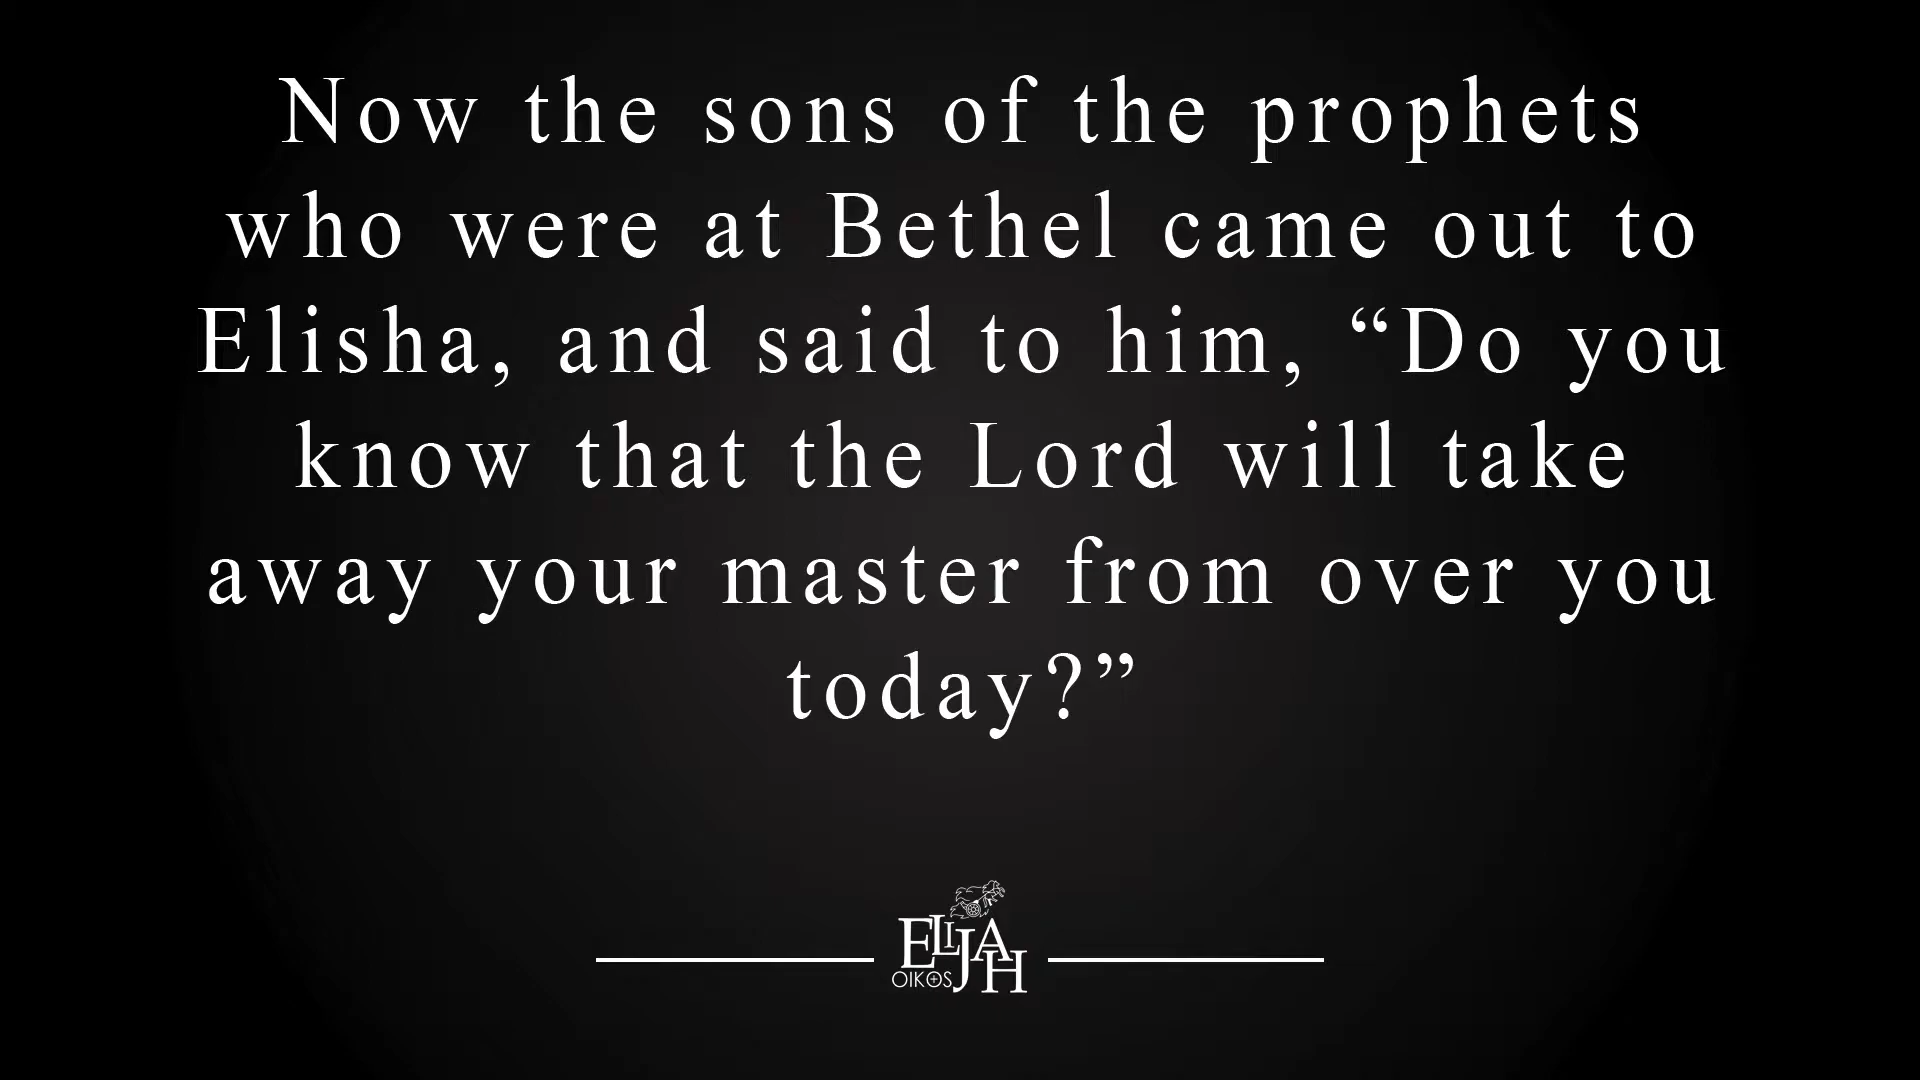 Now the sons of the prophets
who were at Bethel came out to
Elisha, and said to him, “Do you
know that the Lord will take
away your master from over you
today?”
ELIJAH
OIKOS